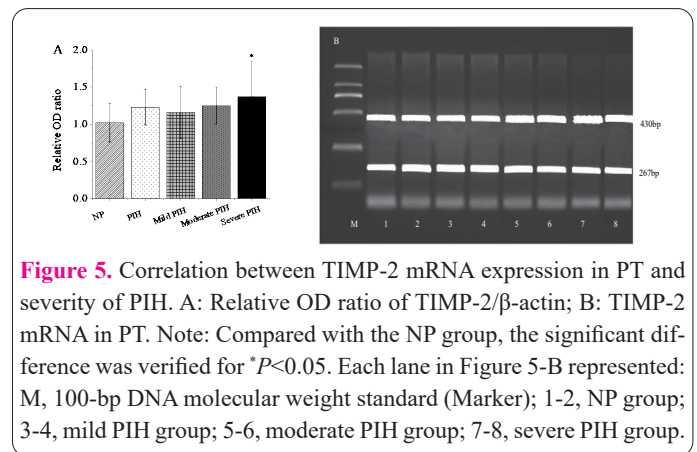 A
2.0
1.5
1.0
0.5
0.0
Relative OD ratio
*
NP
PIH
Mild PIH
Moderate PIH
Severe PIH
B
430bp
267bp
M 1 2 3 4 5 6 7 8
Figure 5. Correlation between TIMP-2 mRNA expression in PT and
severity of PIH. A: Relative OD ratio of TIMP-2/β-actin; B: TIMP-2
mRNA in PT. Note: Compared with the NP group, the significant dif-
ference was verified for *P<0.05. Each lane in Figure 5-B represented:
M, 100-bp DNA molecular weight standard (Marker); 1-2, NP group;
3-4, mild PIH group; 5-6, moderate PIH group; 7-8, severe PIH group.